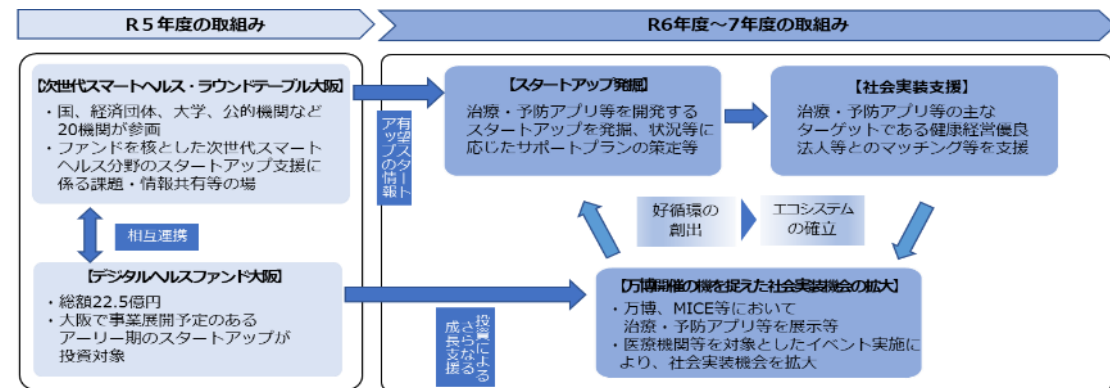 R5年度の取組み
R6年度～7年度の取組み
【次世代スマートヘルス・ラウンドテーブル大阪】
・国、経済団体、大学、公的機関など
20機関が参画
・ファンドを核とした次世代スマート
ヘルス分野のスタートアップ支援に
係る課題・情報共有等の場
相互連携
【デジタルヘルスファンド大阪】
・総額22.5億円
・大阪で事業展開予定のある
アーリー期のスタートアップが
投資対象
有望スタート
アップの情報
投資による
さらなる
成長支援
【スタートアップ発掘】
治療・予防アプリ等を開発する
スタートアップを発掘、状況等に
応じたサポートプランの策定等
【社会実装支援】
治療・予防アプリ等の主な
ターゲットである健康経営優良
法人等とのマッチング等を支援
好循環の
創出
エコシステム
の確立
【万博開催の機を捉えた社会実装機会の拡大】
・万博、MICE等において
治療・予防アプリ等を展示等
・医療機関等を対象としたイベント実施に
より、社会実装機会を拡大